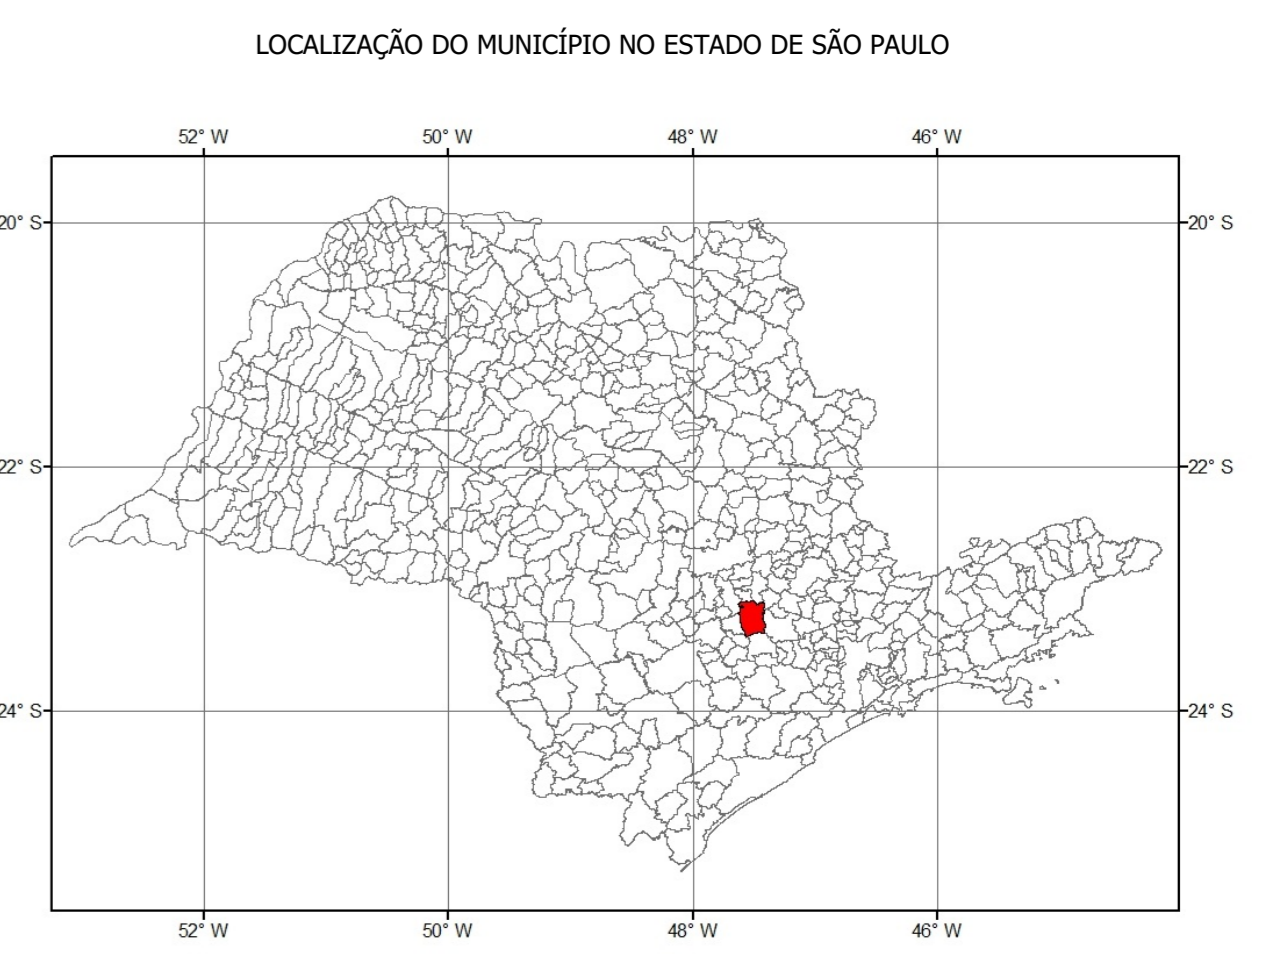 LOCALIZAÇÃO DO MUNICÍPIO NO ESTADO DE SÃO PAULO
52° W 50° W 48° W 46° W
20° S 20° S
22° S 22° S
24° S 24° S
52° W 50° W 48° W 46° W